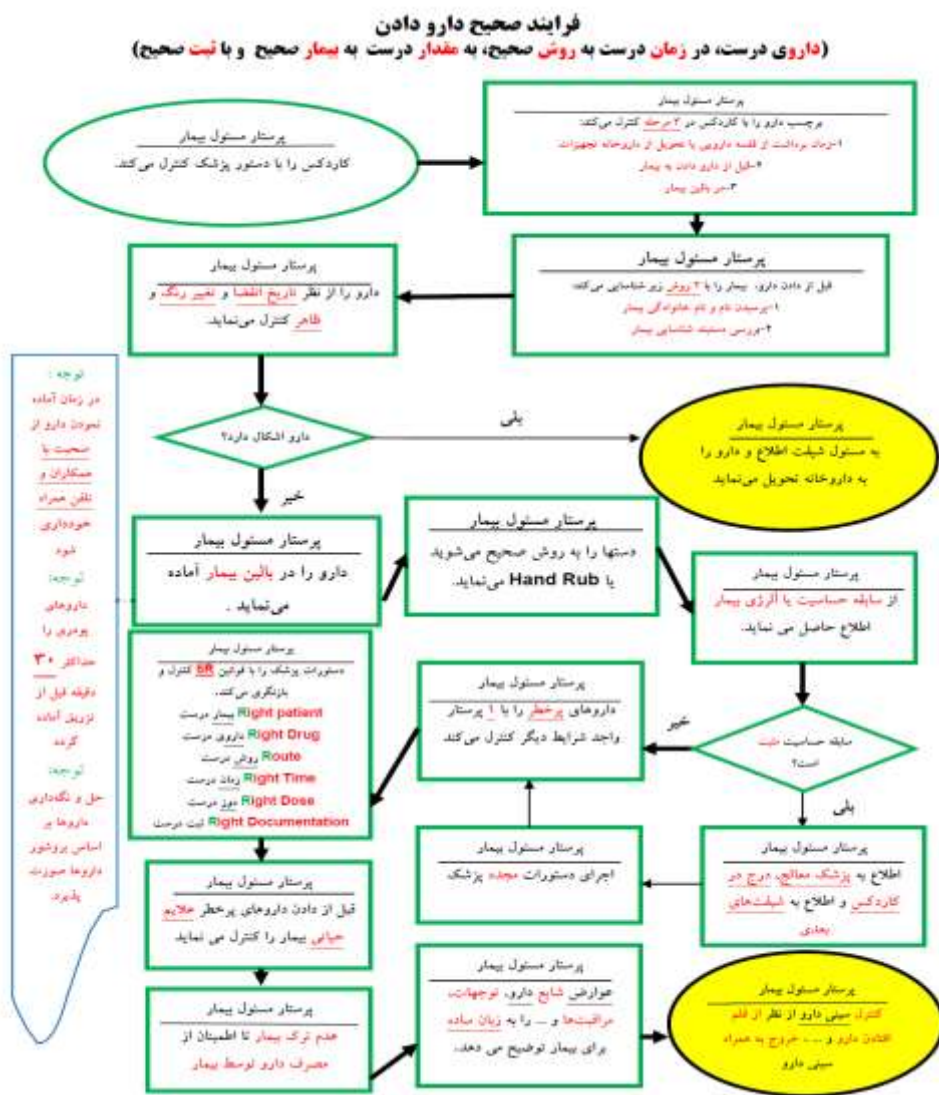 فرایند صحیح دارو دادن
(داروی درست، در زمان درست به روش صحیح، به مقدار درست به بیمار صحیح و با ثبت صحیح)
پرستار مسئول بیمار
کاردکس را با دستور پزشک کنترل می‌کند.
پرستار مسئول بیمار
برچسب دارو را با کاردکس در ۳ مرحله کنترل می‌کند:
۱-زمان برداشت از قفسه دارویی یا تحویل از داروخانه تجهیزات
۲-قبل از دارو دادن به بیمار
۳-در بالین بیمار
پرستار مسئول بیمار
قبل از دادن دارو، بیمار را با ۲ روش زیر شناسایی می‌کند:
۱-پرسیدن نام و نام خانوادگی بیمار
۲-بررسی دستبند شناسایی بیمار
پرستار مسئول بیمار
دارو را از نظر تاریخ انقضا و تغییر رنگ و
ظاهر کنترل می‌نماید.
دارو اشکال دارد؟
بلی
پرستار مسئول بیمار
به مسئول شیفت اطلاع و دارو را
به داروخانه تحویل می‌نماید
خیر
پرستار مسئول بیمار
دارو را در بالین بیمار آماده
می‌نماید .
توجه :
در زمان آماده
نمودن دارو از
صحبت با
همکاران و
تلفن همراه
خودداری
شود
توجه:
داروهای
پودری را
حداکثر ۳۰
دقیقه قبل از
تزریق آماده
گردد
توجه:
حل و نگهداری
داروها بر
اساس بروشور
داروها صورت
پذیرد.
پرستار مسئول بیمار
دستها را به روش صحیح می‌شوید
یا Hand Rub می‌نماید.
پرستار مسئول بیمار
از سابقه حساسیت یا آلرژی بیمار
اطلاع حاصل می نماید.
سابقه حساسیت مثبت
است؟
خیر
بلی
پرستار مسئول بیمار
اطلاع به پزشک معالج، درج در
کاردکس و اطلاع به شیفت‌های
بعدی
پرستار مسئول بیمار
اجرای دستورات مجدد پزشک
پرستار مسئول بیمار
داروهای پرخطر را با ۱ پرستار
واجد شرایط دیگر کنترل می‌کند
پرستار مسئول بیمار
دستورات پزشک را با قوانین 6R کنترل و
بازنگری می‌کند.
Right patient بیمار درست
Right Drug داروی درست
Route روش درست
Right Time زمان درست
Right Dose دوز درست
Right Documentation ثبت درست
پرستار مسئول بیمار
قبل از دادن داروهای پرخطر علایم
حیاتی بیمار را کنترل می نماید
پرستار مسئول بیمار
عدم ترک بیمار تا اطمینان از
مصرف دارو توسط بیمار
پرستار مسئول بیمار
عوارض شایع دارو، توجهات،
مراقبت‌ها و ... را به زبان ساده
برای بیمار توضیح می دهد.
پرستار مسئول بیمار
کنترل سینی دارو از نظر از قلم
افتادن دارو و .... خروج به همراه
سینی دارو